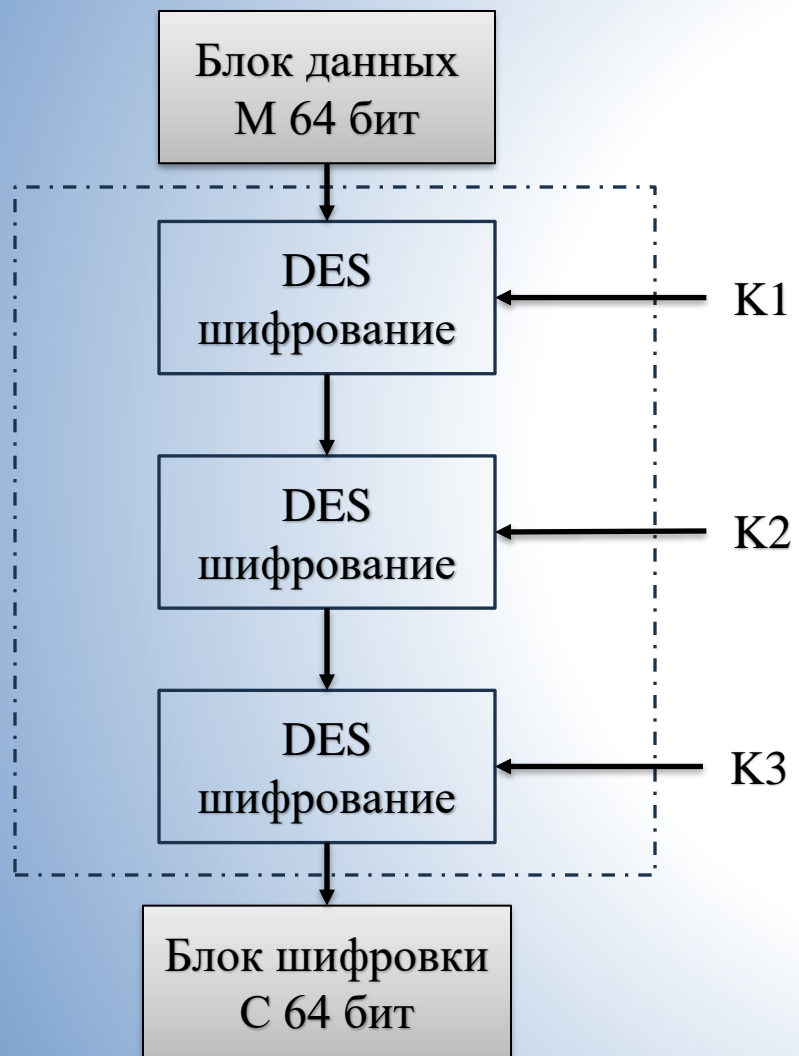 Блок данных
М 64 бит
DES
шифрование
K1
DES
шифрование
K2
DES
шифрование
K3
Блок шифровки
С 64 бит